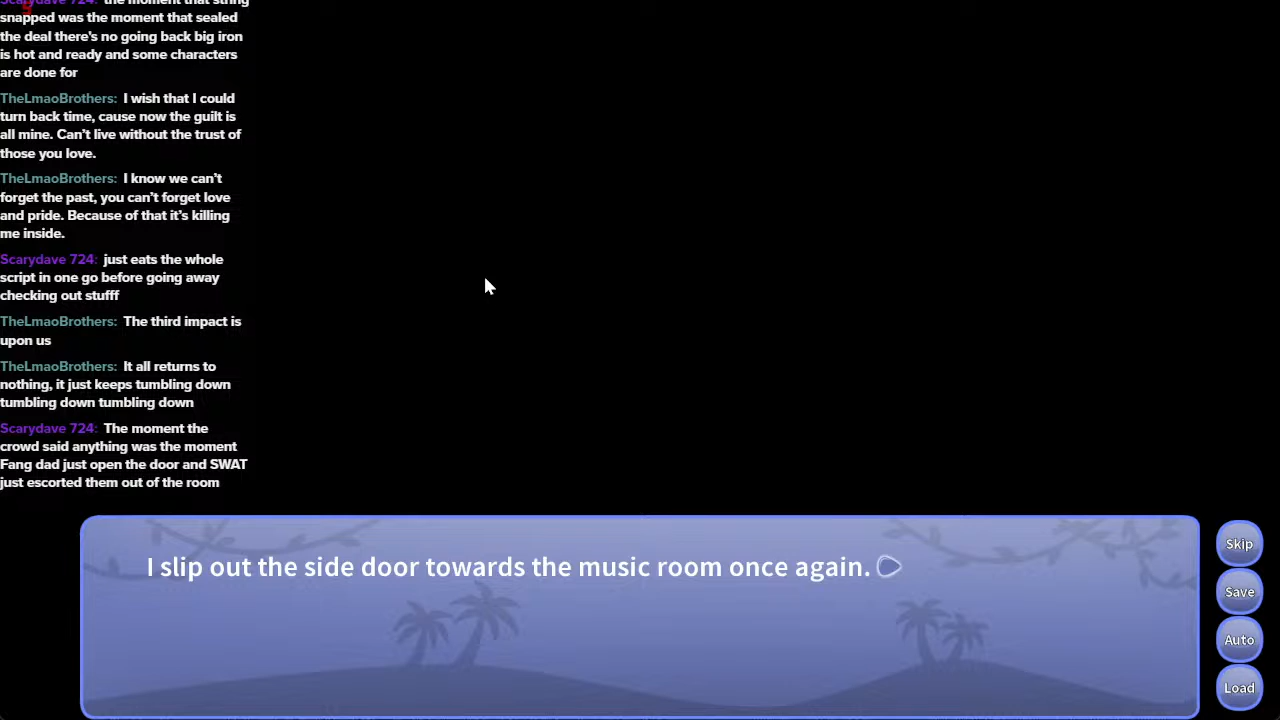 Scarydave 724: the moment that string
snapped was the moment that sealed
the deal there's no going back big iron
is hot and ready and some characters
are done for
TheLmaoBrothers: I wish that I could
turn back time, cause now the guilt is
all mine. Can't live without the trust of
those you love.
TheLmaoBrothers: I know we can't
forget the past, you can't forget love
and pride. Because of that it's killing
me inside.
Scarydave 724: just eats the whole
script in one go before going away
checking out stufff
TheLmaoBrothers: The third impact is
upon us
TheLmaoBrothers: It all returns to
nothing, it just keeps tumbling down
tumbling down tumbling down
Scarydave 724: The moment the
crowd said anything was the moment
Fang dad just open the door and SWAT
just escorted them out of the room
I slip out the side door towards the music room once again.
Skip
Save
Auto
Load